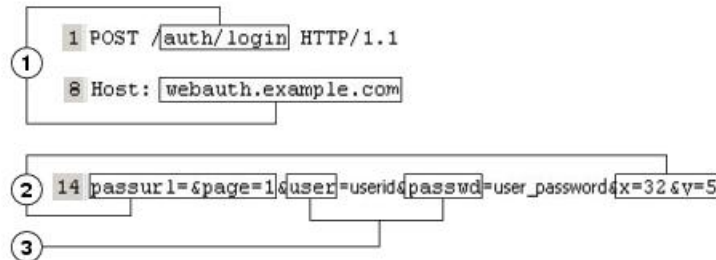 1 POST /auth/login HTTP/1.1
1
8 Host: webauth.example.com
2 14 passurl=&page=1&user=userid&passwd=user_password&x=32&v=5
3